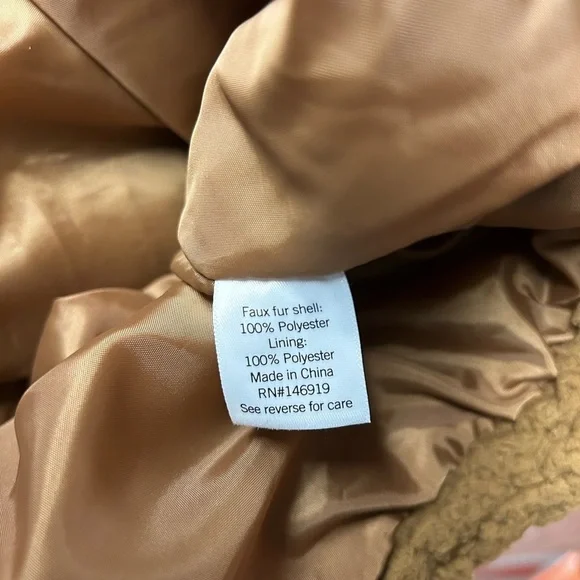 Faux fur shell:
100% Polyester
Lining:
100% Polyester
Made in China
RN#146919
See reverse for care